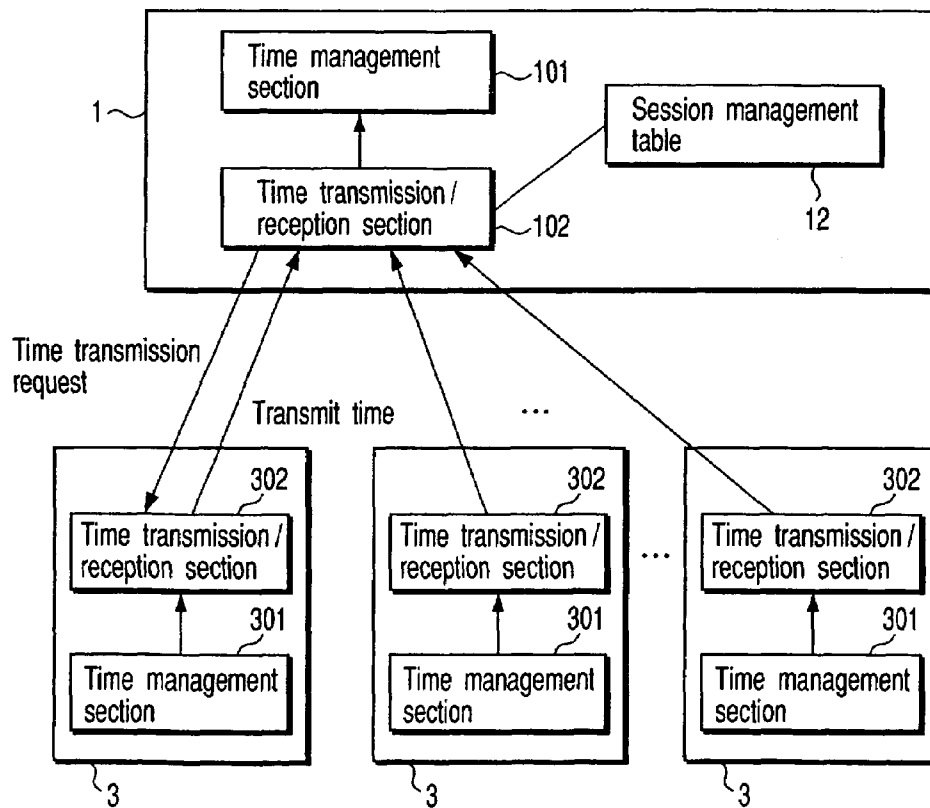 Time management
section
101
1
Session management
table
Time transmission/
reception section
102
12
Time transmission
request
Transmit time
...
302
Time transmission/
reception section
301
Time management
section
3
302
Time transmission/
reception section
301
Time management
section
3
...
302
Time transmission/
reception section
301
Time management
section
3